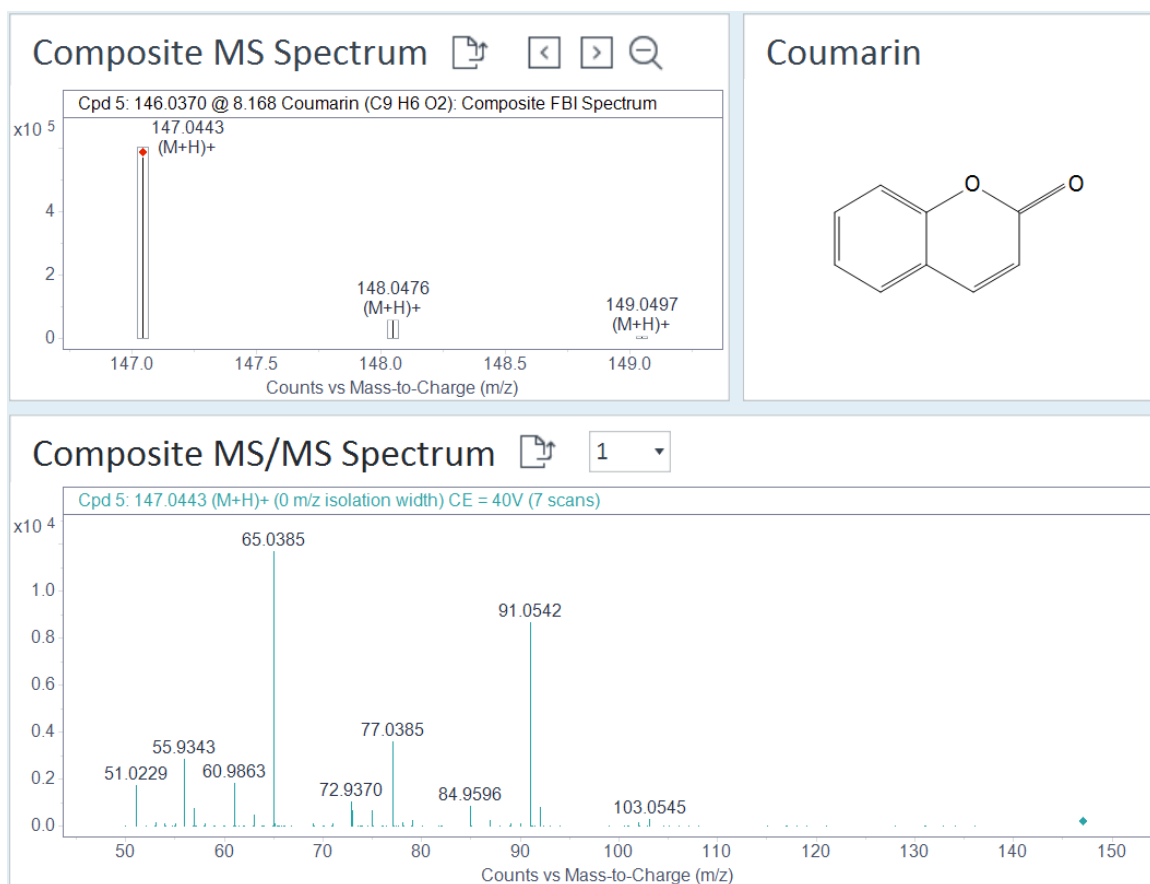 Composite MS Spectrum
Cpd 5: 146.0370 @ 8.168 Coumarin (C9 H6 O2): Composite FBI Spectrum
x10 5
147.0443
(M+H)+
4
2
0
148.0476
(M+H)+
149.0497
(M+H)+
147.0 147.5 148.0 148.5 149.0
Counts vs Mass-to-Charge (m/z)
Coumarin
O
O
Composite MS/MS Spectrum
1
Cpd 5: 147.0443 (M+H)+ (0 m/z isolation width) CE = 40V (7 scans)
x10 4
1.0
0.8
0.6
0.4
0.2
0.0
65.0385
91.0542
77.0385
55.9343
51.0229
60.9863
72.9370
84.9596
103.0545
50 60 70 80 90 100 110 120 130 140 150
Counts vs Mass-to-Charge (m/z)